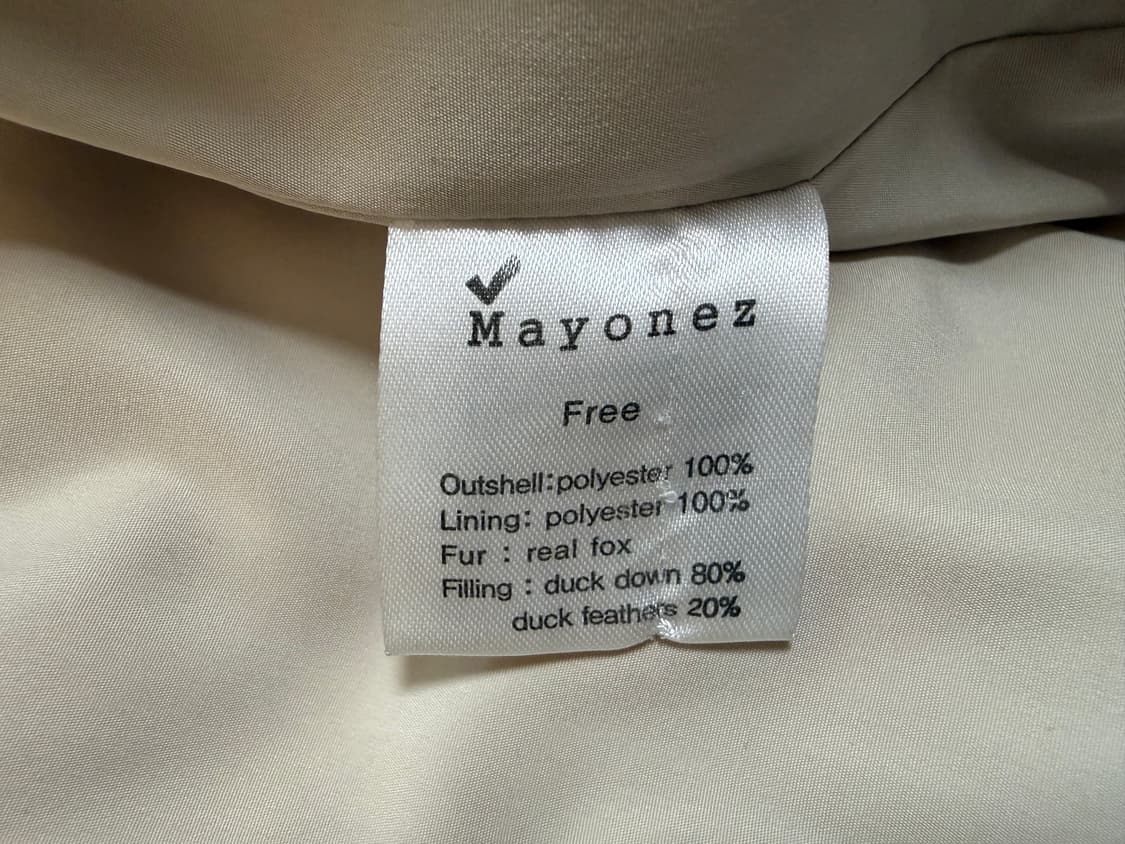 Mayonez
Free
Outshell:polyester 100%
Lining: polyester 100%
Fur : real fox
Filling : duck down 80%
duck feathers 20%